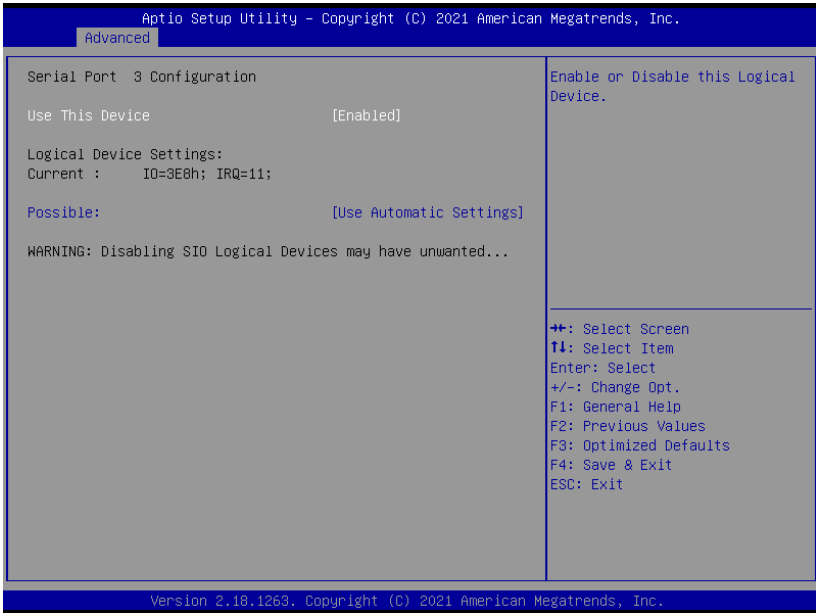 Aptio Setup Utility – Copyright (C) 2021 American Megatrends, Inc.
Advanced
Serial Port 3 Configuration
Use This Device [Enabled]
Logical Device Settings:
Current : IO=3E8h; IRQ=11;
Possible: [Use Automatic Settings]
WARNING: Disabling SIO Logical Devices may have unwanted...
Enable or Disable this Logical
Device.
→←: Select Screen
↑↓: Select Item
Enter: Select
+/-: Change Opt.
F1: General Help
F2: Previous Values
F3: Optimized Defaults
F4: Save & Exit
ESC: Exit
Version 2.18.1263. Copyright (C) 2021 American Megatrends, Inc.